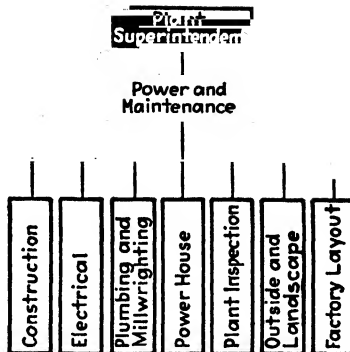 Plant
Superintendent
Power and
Maintenance
Construction
Electrical
Plumbing and
Millwrighting
Power House
Plant Inspection
Outside and
Landscape
Factory Layout